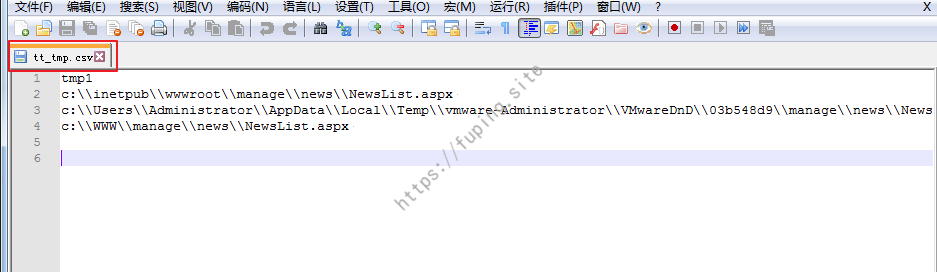 文件(F) 编辑(E) 搜索(S) 视图(V) 编码(N) 语言(L) 设置(T) 工具(O) 宏(M) 运行(R) 插件(P) 窗口(W) ? X
tt_tmp.csv
1 tmp1
2 c:\\inetpub\\wwwroot\\manage\\news\\NewsList.aspx
3 c:\\Users\\Administrator\\AppData\\Local\\Temp\\vmware-Administrator\\VMwareDnD\\03b548d9\\manage\\news\\News
4 c:\\WWW\\manage\\news\\NewsList.aspx
5
6
https://fuping.site